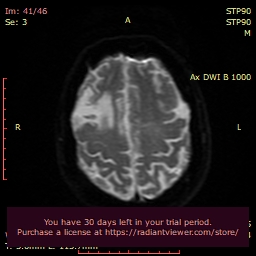 Im: 41/46
Se: 3
A
STP90
STP90
M
Ax DWI B 1000
R
L
You have 30 days left in your trial period.
Purchase a license at https://radiantviewer.com/store/